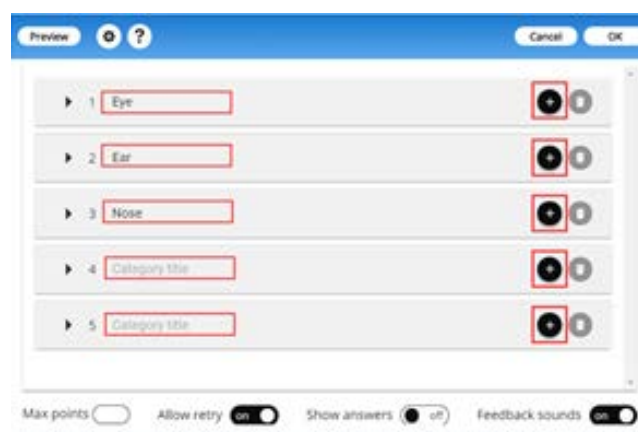 Preview ? Cancel OK
1 Eye
2 Ear
3 Nose
4 Category title
5 Category title
Max points Allow retry on Show answers off Feedback sounds on